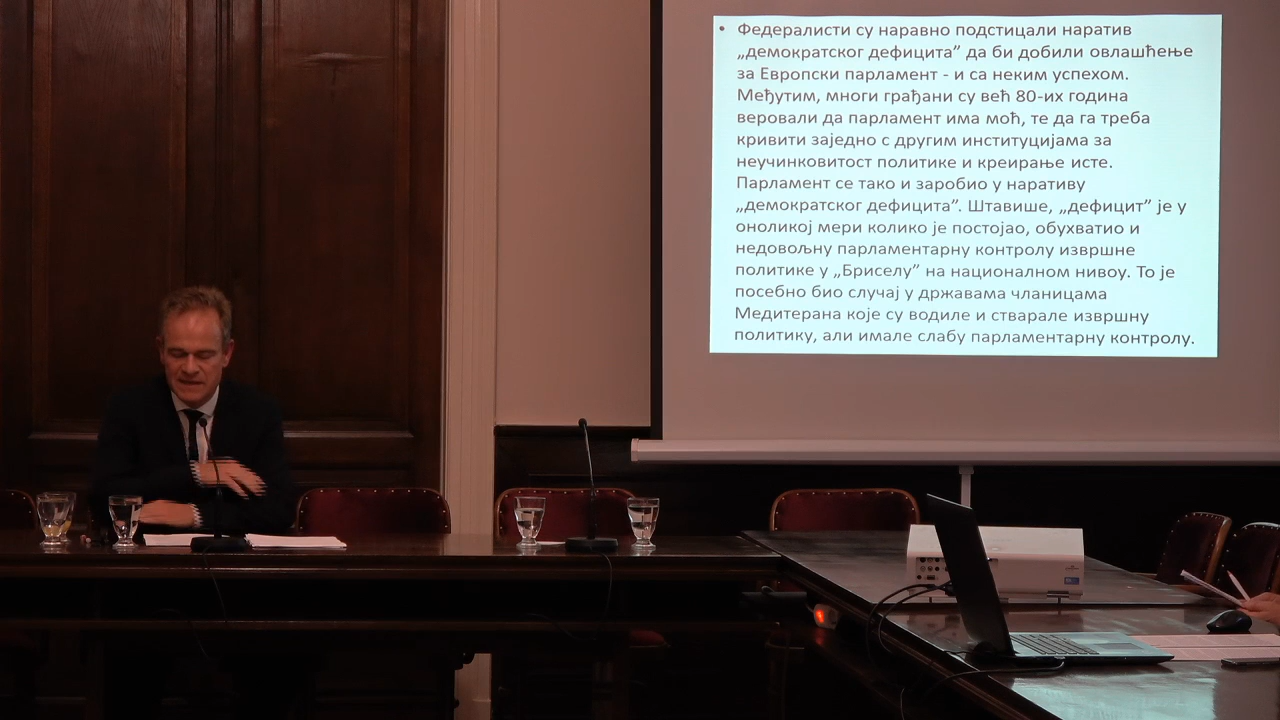 • Федералисти су наравно подстицали наратив
„демократског дефицита” да би добили овлашћење
за Европски парламент - и са неким успехом.
Међутим, многи грађани су већ 80-их година
веровали да парламент има моћ, те да га треба
кривити заједно с другим институцијама за
неучинковитост политике и креирање исте.
Парламент се тако и заробио у наративу
„демократског дефицита”. Штавише, „дефицит” је у
оноликој мери колико је постојао, обухватио и
недовољну парламентарну контролу извршне
политике у „Бриселу” на националном нивоу. То је
посебно био случај у државама чланицама
Медитерана које су водиле и стварале извршну
политику, али имале слабу парламентарну контролу.